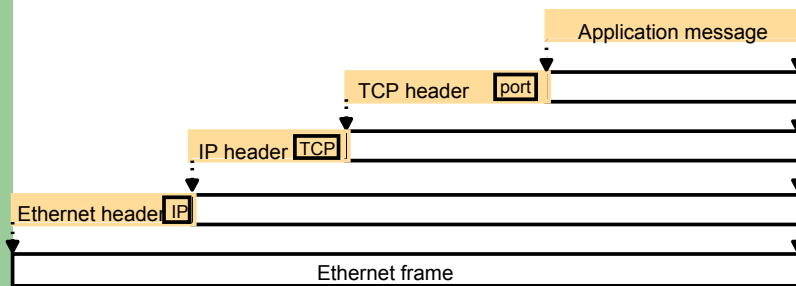 Application message
TCP header port
IP header TCP
Ethernet header IP
Ethernet frame